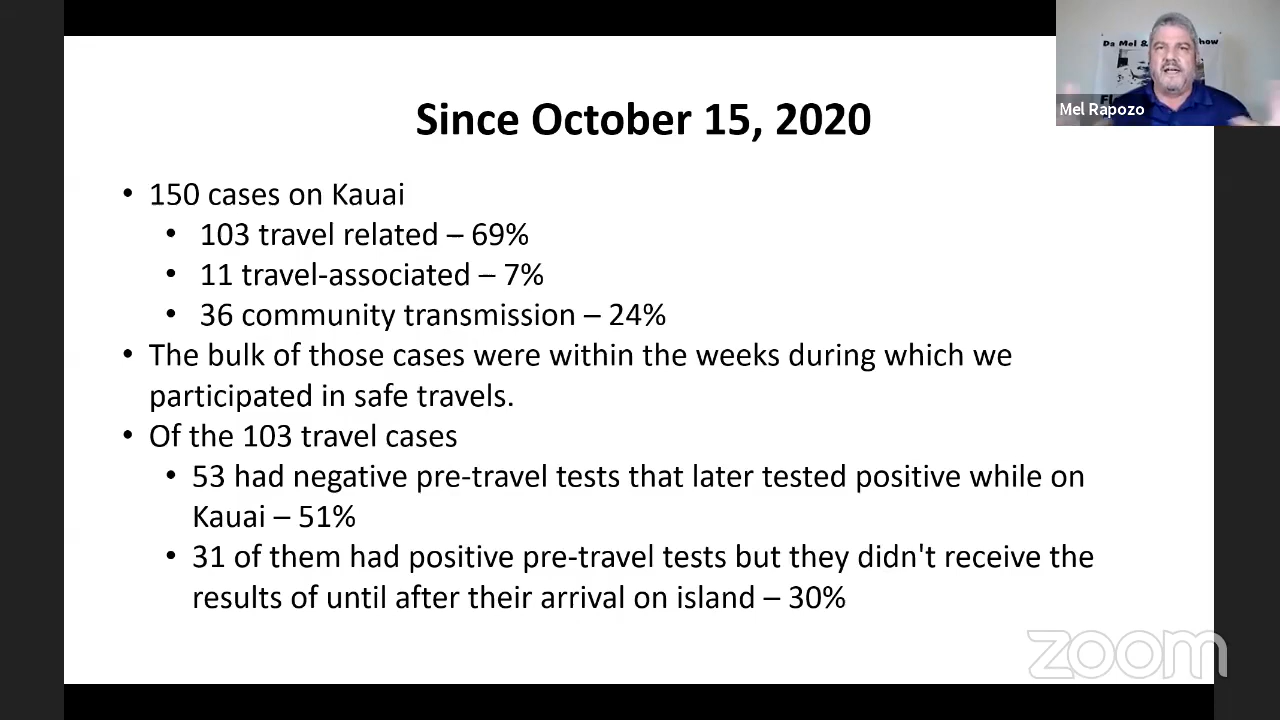 Da Mel &
how
Mel Rapozo
Since October 15, 2020
• 150 cases on Kauai
• 103 travel related – 69%
• 11 travel-associated – 7%
• 36 community transmission – 24%
• The bulk of those cases were within the weeks during which we
participated in safe travels.
• Of the 103 travel cases
• 53 had negative pre-travel tests that later tested positive while on
Kauai – 51%
• 31 of them had positive pre-travel tests but they didn't receive the
results of until after their arrival on island – 30%
zoom